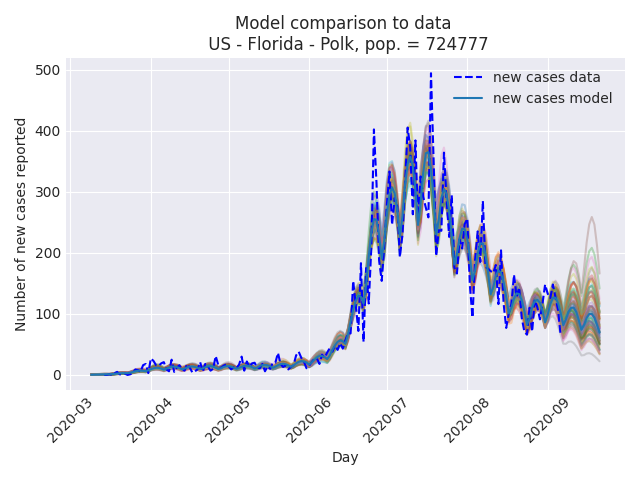 Model comparison to data
US - Florida - Polk, pop. = 724777
new cases data
new cases model
Number of new cases reported
500
400
300
200
100
0
2020-03
2020-04
2020-05
2020-06
2020-07
2020-08
2020-09
Day